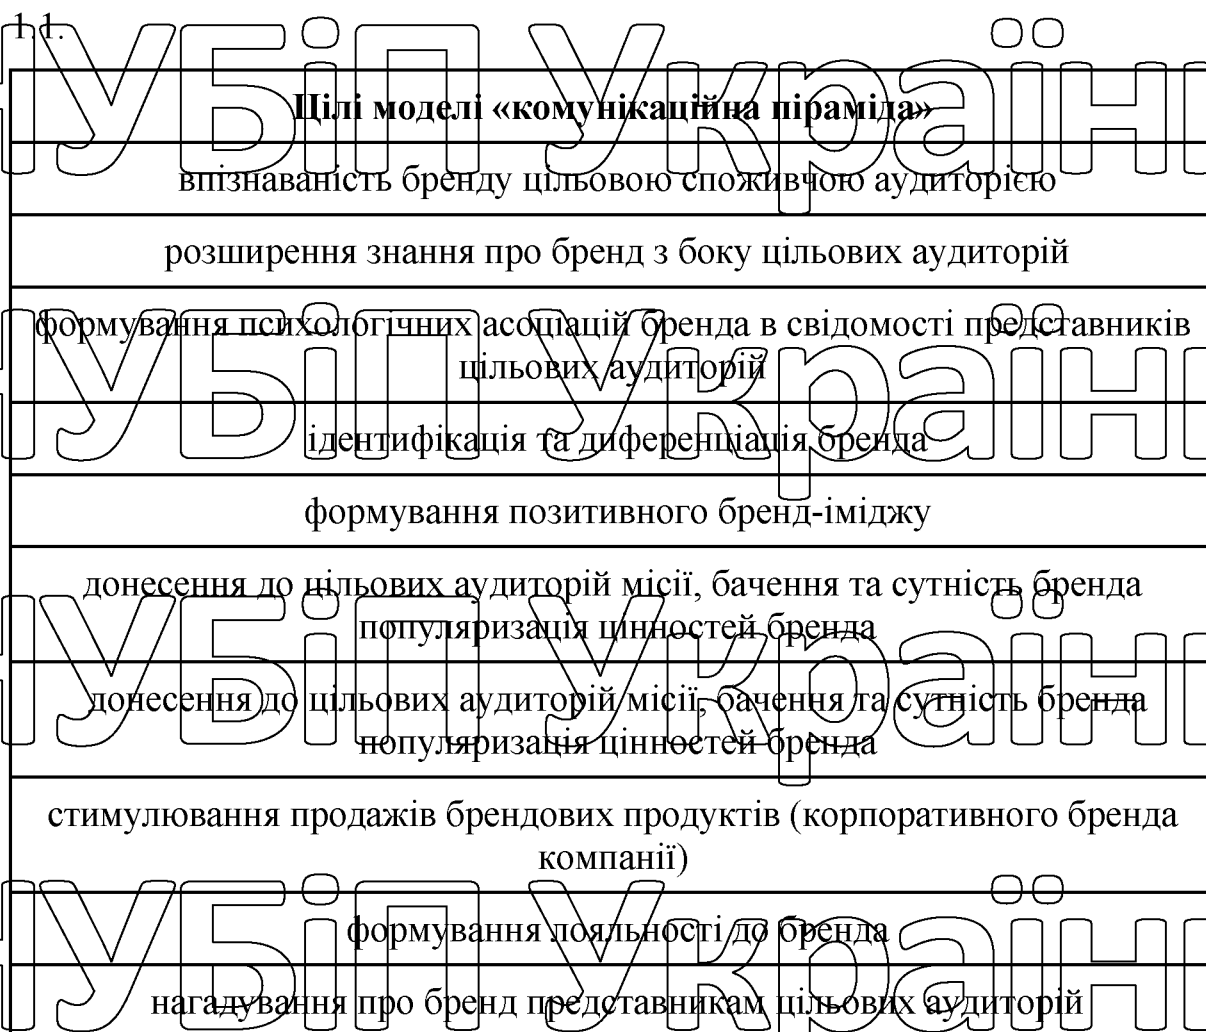 1.1.
Цілі моделі «комунікаційна піраміда»
впізнаваність бренду цільовою споживчою аудиторією
розширення знання про бренд з боку цільових аудиторій
формування психологічних асоціацій бренда в свідомості представників
цільових аудиторій
ідентифікація та диференціація бренда
формування позитивного бренд-іміджу
донесення до цільових аудиторій місії, бачення та сутність бренда
популяризація цінностей бренда
донесення до цільових аудиторій місії, бачення та сутність бренда
популяризація цінностей бренда
стимулювання продажів брендових продуктів (корпоративного бренда
компанії)
формування лояльності до бренда
нагадування про бренд представникам цільових аудиторій